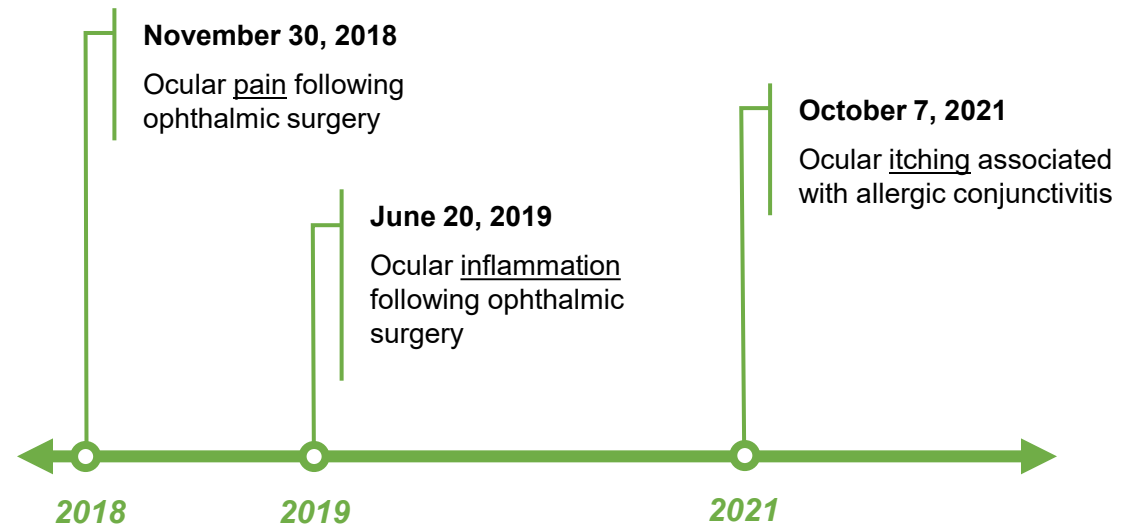 November 30, 2018
Ocular pain following
ophthalmic surgery
June 20, 2019
Ocular inflammation
following ophthalmic
surgery
October 7, 2021
Ocular itching associated
with allergic conjunctivitis
2018
2019
2021